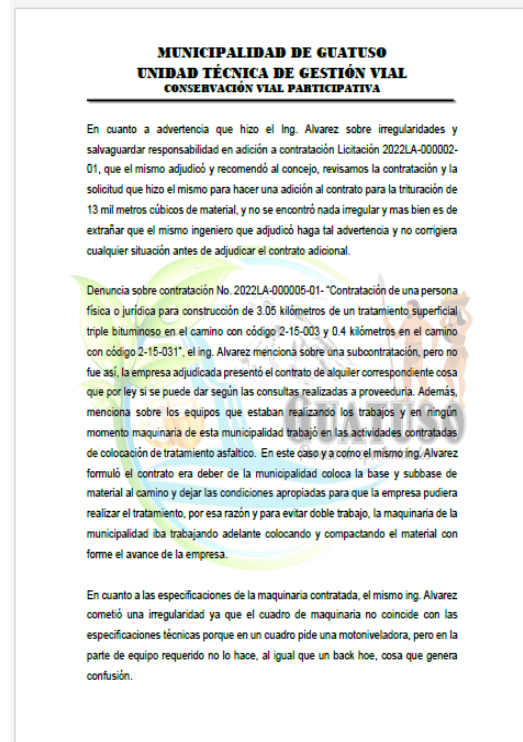 MUNICIPALIDAD DE GUATUSO
UNIDAD TÉCNICA DE GESTIÓN VIAL
CONSERVACIÓN VIAL PARTICIPATIVA
En cuanto a advertencia que hizo el Ing. Alvarez sobre irregularidades y
salvaguardar responsabilidad en adición a contratación Licitación 2022LA-000002-
01, que el mismo adjudicó y recomendó al concejo, revisamos la contratación y la
solicitud que hizo el mismo para hacer una adición al contrato para la trituración de
13 mil metros cúbicos de material, y no se encontró nada irregular y mas bien es de
extrañar que el mismo ingeniero que adjudicó haga tal advertencia y no corrigiera
cualquier situación antes de adjudicar el contrato adicional.
Denuncia sobre contratación No. 2022LA-000005-01- “Contratación de una persona
física o jurídica para construcción de 3.05 kilómetros de un tratamiento superficial
triple bituminoso en el camino con código 2-15-003 y 0.4 kilómetros en el camino
con código 2-15-031”, el ing. Alvarez menciona sobre una subcontratación, pero no
fue así, la empresa adjudicada presentó el contrato de alquiler correspondiente cosa
que por ley si se puede dar según las consultas realizadas a proveeduria. Además,
menciona sobre los equipos que estaban realizando los trabajos y en ningún
momento maquinaria de esta municipalidad trabajó en las actividades contratadas
de colocación de tratamiento asfaltico. En este caso y a como el mismo ing. Alvarez
formuló el contrato era deber de la municipalidad coloca la base y subbase de
material al camino y dejar las condiciones apropiadas para que la empresa pudiera
realizar el tratamiento, por esa razón y para evitar doble trabajo, la maquinaria de la
municipalidad iba trabajando adelante colocando y compactando el material con
forme el avance de la empresa.
En cuanto a las especificaciones de la maquinaria contratada, el mismo ing. Alvarez
cometió una irregularidad ya que el cuadro de maquinaria no coincide con las
especificaciones técnicas porque en un cuadro pide una motoniveladora, pero en la
parte de equipo requerido no lo hace, al igual que un back hoe, cosa que genera
confusión.
GUATUSO